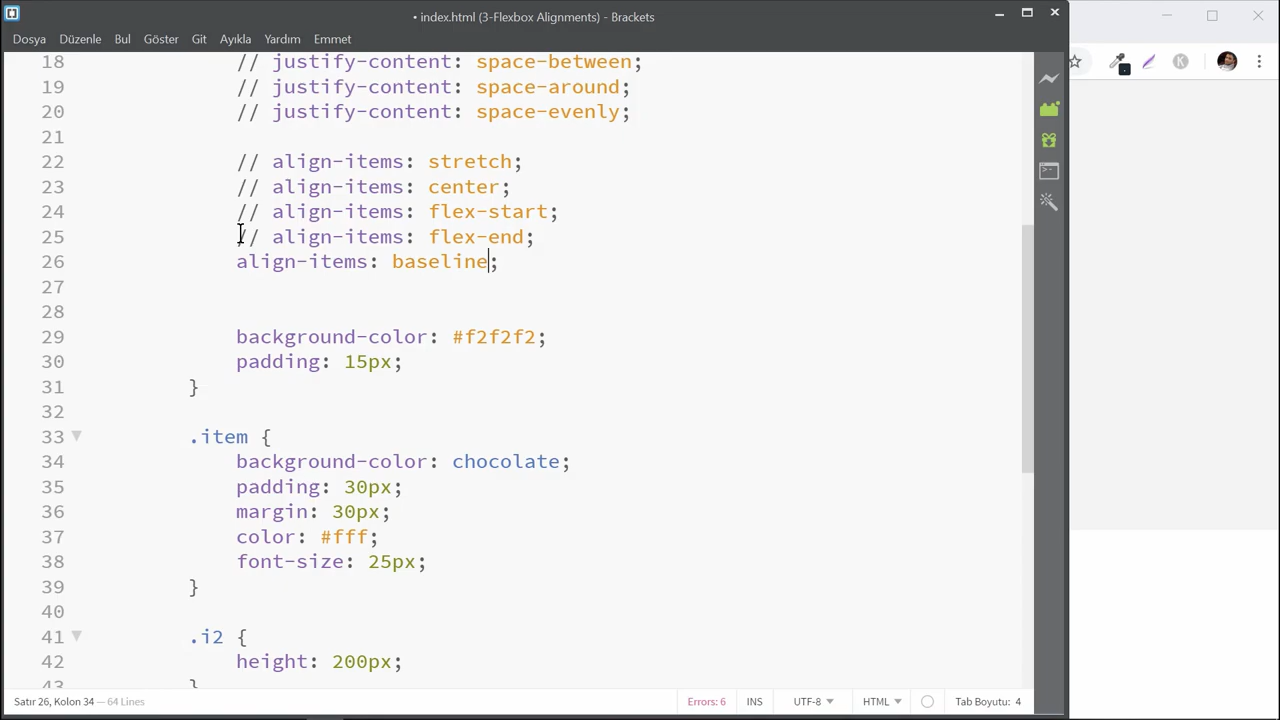 • index.html (3-Flexbox Alignments) - Brackets
Dosya Düzenle Bul Göster Git Ayıkla Yardım Emmet
18 // justify-content: space-between;
19 // justify-content: space-around;
20 // justify-content: space-evenly;
21
22 // align-items: stretch;
23 // align-items: center;
24 // align-items: flex-start;
25 // align-items: flex-end;
26 align-items: baseline;
27
28
29 background-color: #f2f2f2;
30 padding: 15px;
31 }
32
33 .item {
34 background-color: chocolate;
35 padding: 30px;
36 margin: 30px;
37 color: #fff;
38 font-size: 25px;
39 }
40
41 .i2 {
42 height: 200px;
43 }
Satır 26, Kolon 34 — 64 Lines Errors: 6 INS UTF-8 HTML Tab Boyutu: 4
K